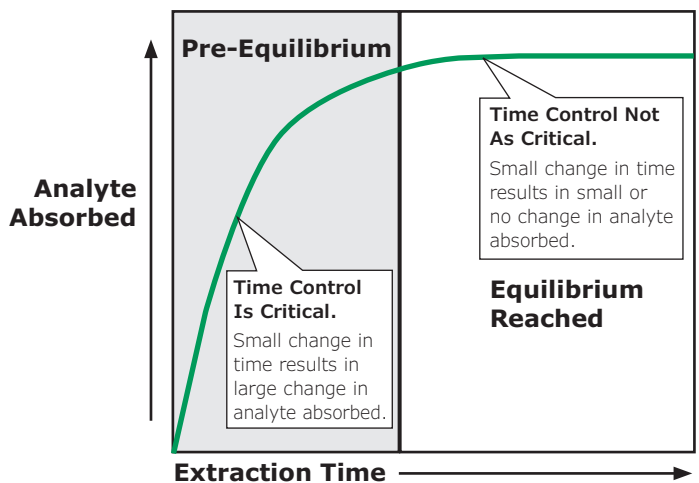 Pre-Equilibrium
Time Control Not
As Critical.
Small change in time
results in small or
no change in analyte
absorbed.
Analyte
Absorbed
Time Control
Is Critical.
Small change in
time results in
large change in
analyte absorbed.
Equilibrium
Reached
Extraction Time